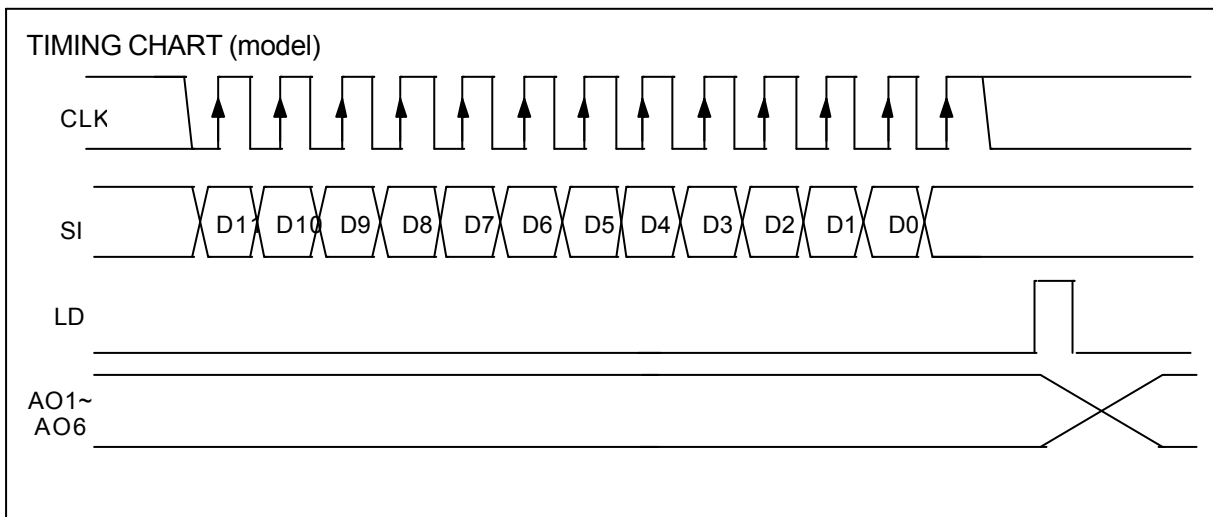 TIMING CHART (model)
CLK
SI
D11 D10 D9 D8 D7 D6 D5 D4 D3 D2 D1 D0
LD
AO1~
AO6